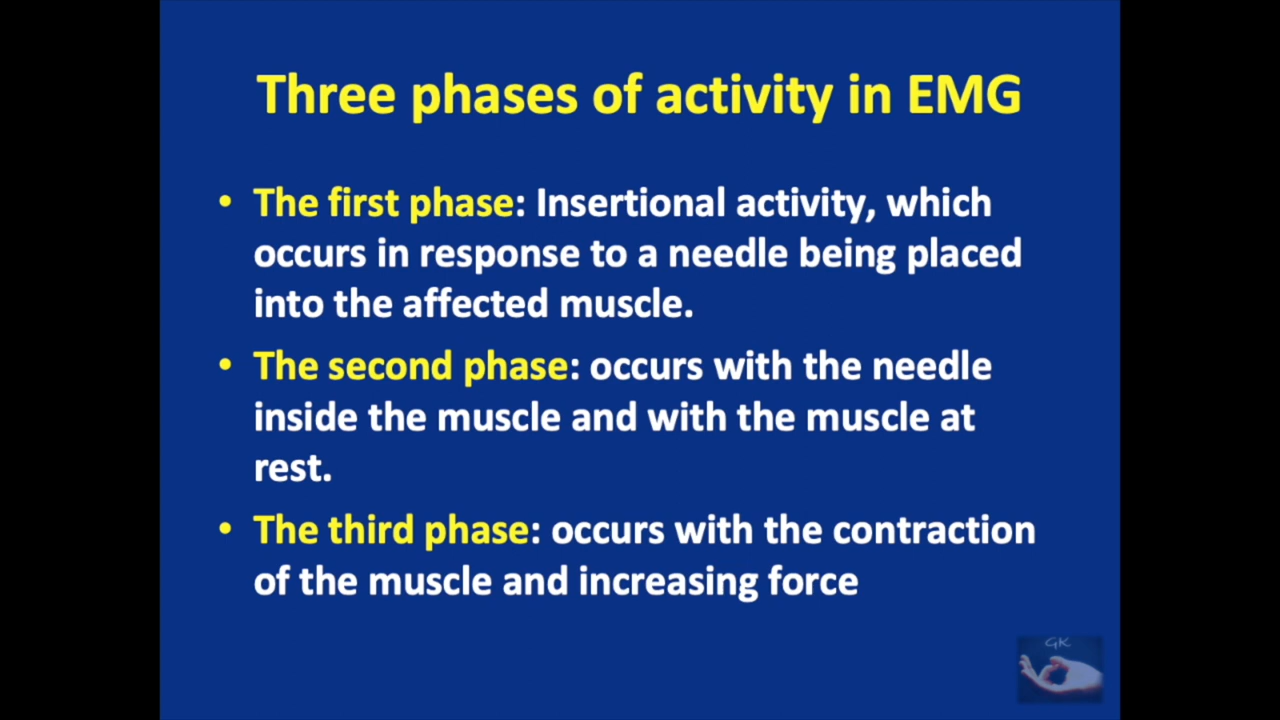 Three phases of activity in EMG
• The first phase: Insertional activity, which
occurs in response to a needle being placed
into the affected muscle.
• The second phase: occurs with the needle
inside the muscle and with the muscle at
rest.
• The third phase: occurs with the contraction
of the muscle and increasing force
GK